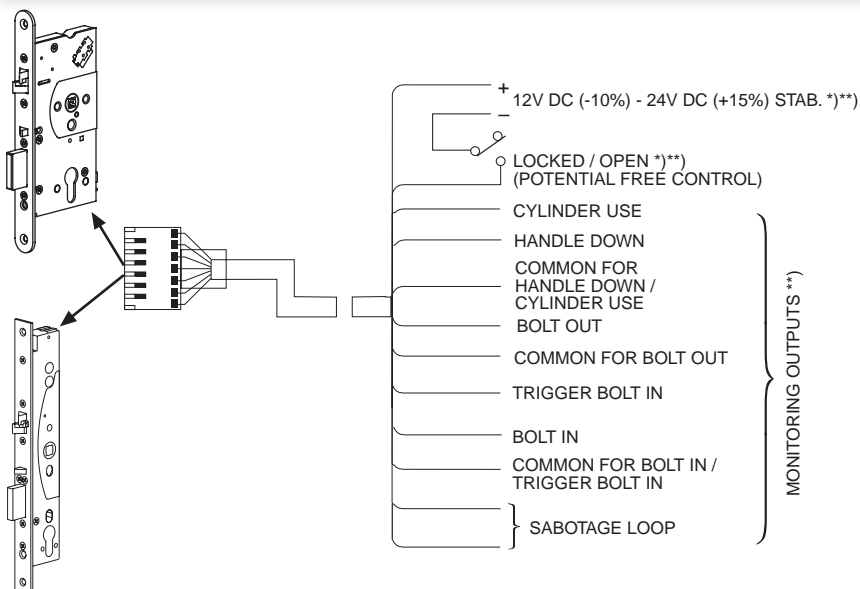 +
12V DC (-10%) - 24V DC (+15%) STAB. *)**)
–
LOCKED / OPEN *)**)
(POTENTIAL FREE CONTROL)
CYLINDER USE
HANDLE DOWN
COMMON FOR
HANDLE DOWN /
CYLINDER USE
BOLT OUT
COMMON FOR BOLT OUT
TRIGGER BOLT IN
BOLT IN
COMMON FOR BOLT IN /
TRIGGER BOLT IN
SABOTAGE LOOP
MONITORING OUTPUTS **)